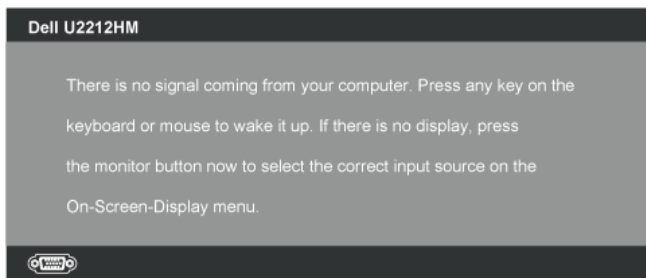 Dell U2212HM
There is no signal coming from your computer. Press any key on the
keyboard or mouse to wake it up. If there is no display, press
the monitor button now to select the correct input source on the
On-Screen-Display menu.